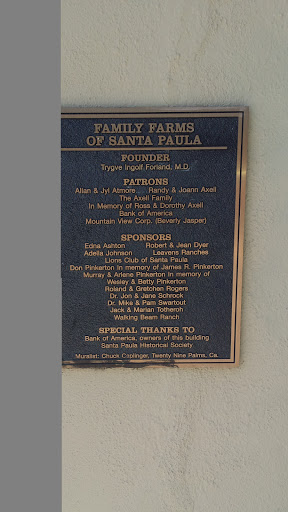 FAMILY FARMS
OF SANTA PAULA
FOUNDER
Trygve Ingolf Forland, M.D.
PATRONS
Allan & Jyl Atmore Randy & Joann Axell
The Axell Family
In Memory of Ross & Dorothy Axell
Bank of America
Mountain View Corp. (Beverly Jasper)
SPONSORS
Edna Ashton Robert & Jean Dyer
Adella Johnson Leavens Ranches
Lions Club of Santa Paula
Don Pinkerton in memory of James R. Pinkerton
Murray & Arlene Pinkerton in memory of
Wesley & Betty Pinkerton
Roland & Gretchen Rogers
Dr. Jon & Jane Schrock
Dr. Mike & Pam Swartout
Jack & Marian Totheroh
Walking Beam Ranch
SPECIAL THANKS TO
Bank of America, owners of this building
Santa Paula Historical Society
Muralist: Chuck Caplinger, Twenty Nine Palms, Ca.